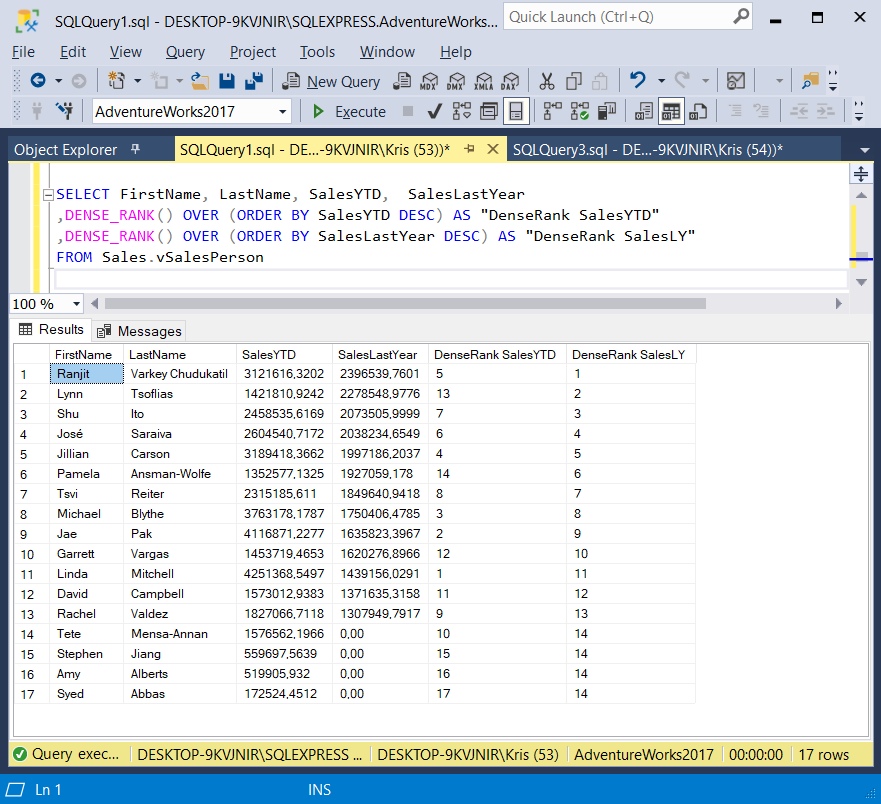 SQLQuery1.sql - DESKTOP-9KVJNIR\SQLEXPRESS.AdventureWorks...
Quick Launch (Ctrl+Q)
File Edit View Query Project Tools Window Help
New Query MDX DMX XMLA DAX
AdventureWorks2017 Execute
Object Explorer SQLQuery1.sql - DE...-9KVJNIR\Kris (53))* SQLQuery3.sql - DE...-9KVJNIR\Kris (54))*
SELECT FirstName, LastName, SalesYTD, SalesLastYear
,DENSE_RANK() OVER (ORDER BY SalesYTD DESC) AS "DenseRank SalesYTD"
,DENSE_RANK() OVER (ORDER BY SalesLastYear DESC) AS "DenseRank SalesLY"
FROM Sales.vSalesPerson
100 %
Results Messages
FirstName LastName SalesYTD SalesLastYear DenseRank SalesYTD DenseRank SalesLY
1 Ranjit Varkey Chudukatil 3121616,3202 2396539,7601 5 1
2 Lynn Tsoflias 1421810,9242 2278548,9776 13 2
3 Shu Ito 2458535,6169 2073505,9999 7 3
4 José Saraiva 2604540,7172 2038234,6549 6 4
5 Jillian Carson 3189418,3662 1997186,2037 4 5
6 Pamela Ansman-Wolfe 1352577,1325 1927059,178 14 6
7 Tsvi Reiter 2315185,611 1849640,9418 8 7
8 Michael Blythe 3763178,1787 1750406,4785 3 8
9 Jae Pak 4116871,2277 1635823,3967 2 9
10 Garrett Vargas 1453719,4653 1620276,8966 12 10
11 Linda Mitchell 4251368,5497 1439156,0291 1 11
12 David Campbell 1573012,9383 1371635,3158 11 12
13 Rachel Valdez 1827066,7118 1307949,7917 9 13
14 Tete Mensa-Annan 1576562,1966 0,00 10 14
15 Stephen Jiang 559697,5639 0,00 15 14
16 Amy Alberts 519905,932 0,00 16 14
17 Syed Abbas 172524,4512 0,00 17 14
Query exec... DESKTOP-9KVJNIR\SQLEXPRESS ... DESKTOP-9KVJNIR\Kris (53) AdventureWorks2017 00:00:00 17 rows
Ln 1 INS